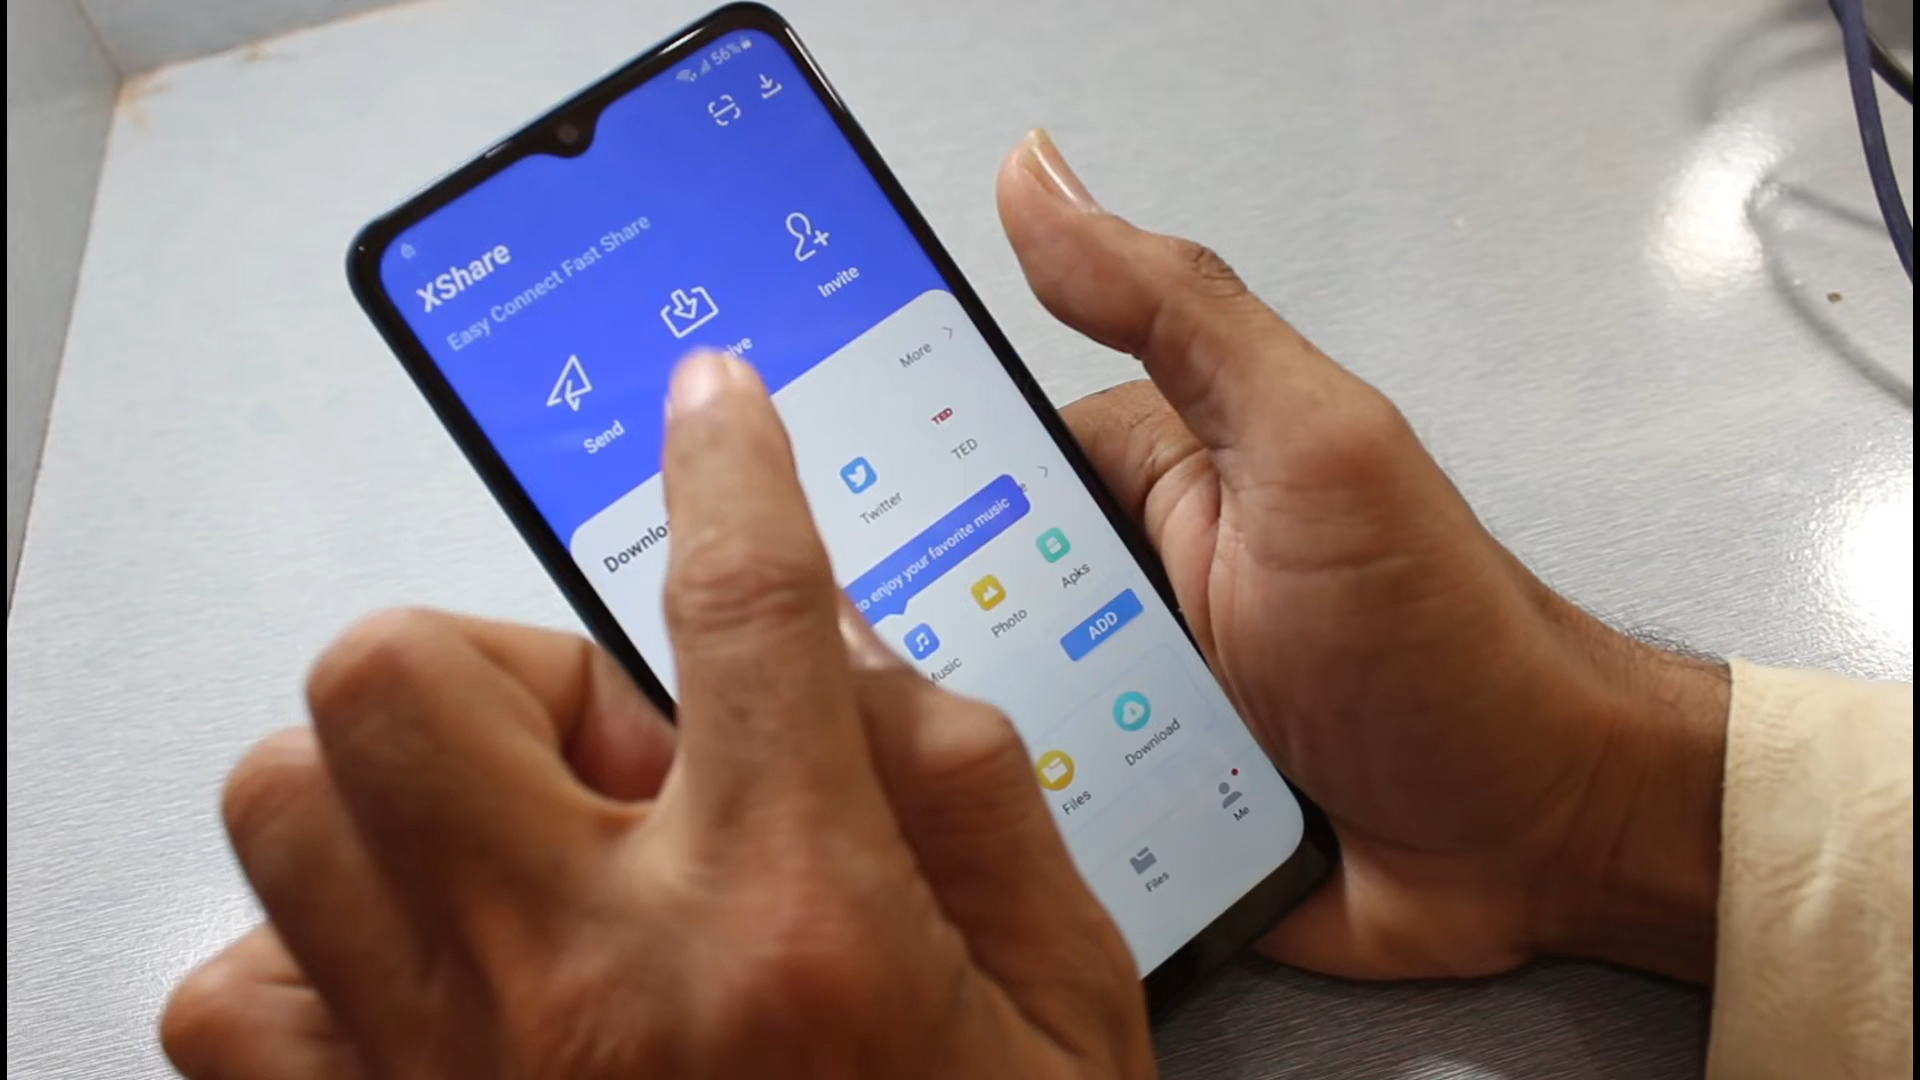 56%
XShare
Easy Connect Fast Share
Send
Invite
More
TED
TED
Twitter
to enjoy your favorite music
Photo
Apks
ADD
Files
Download
Files
Me